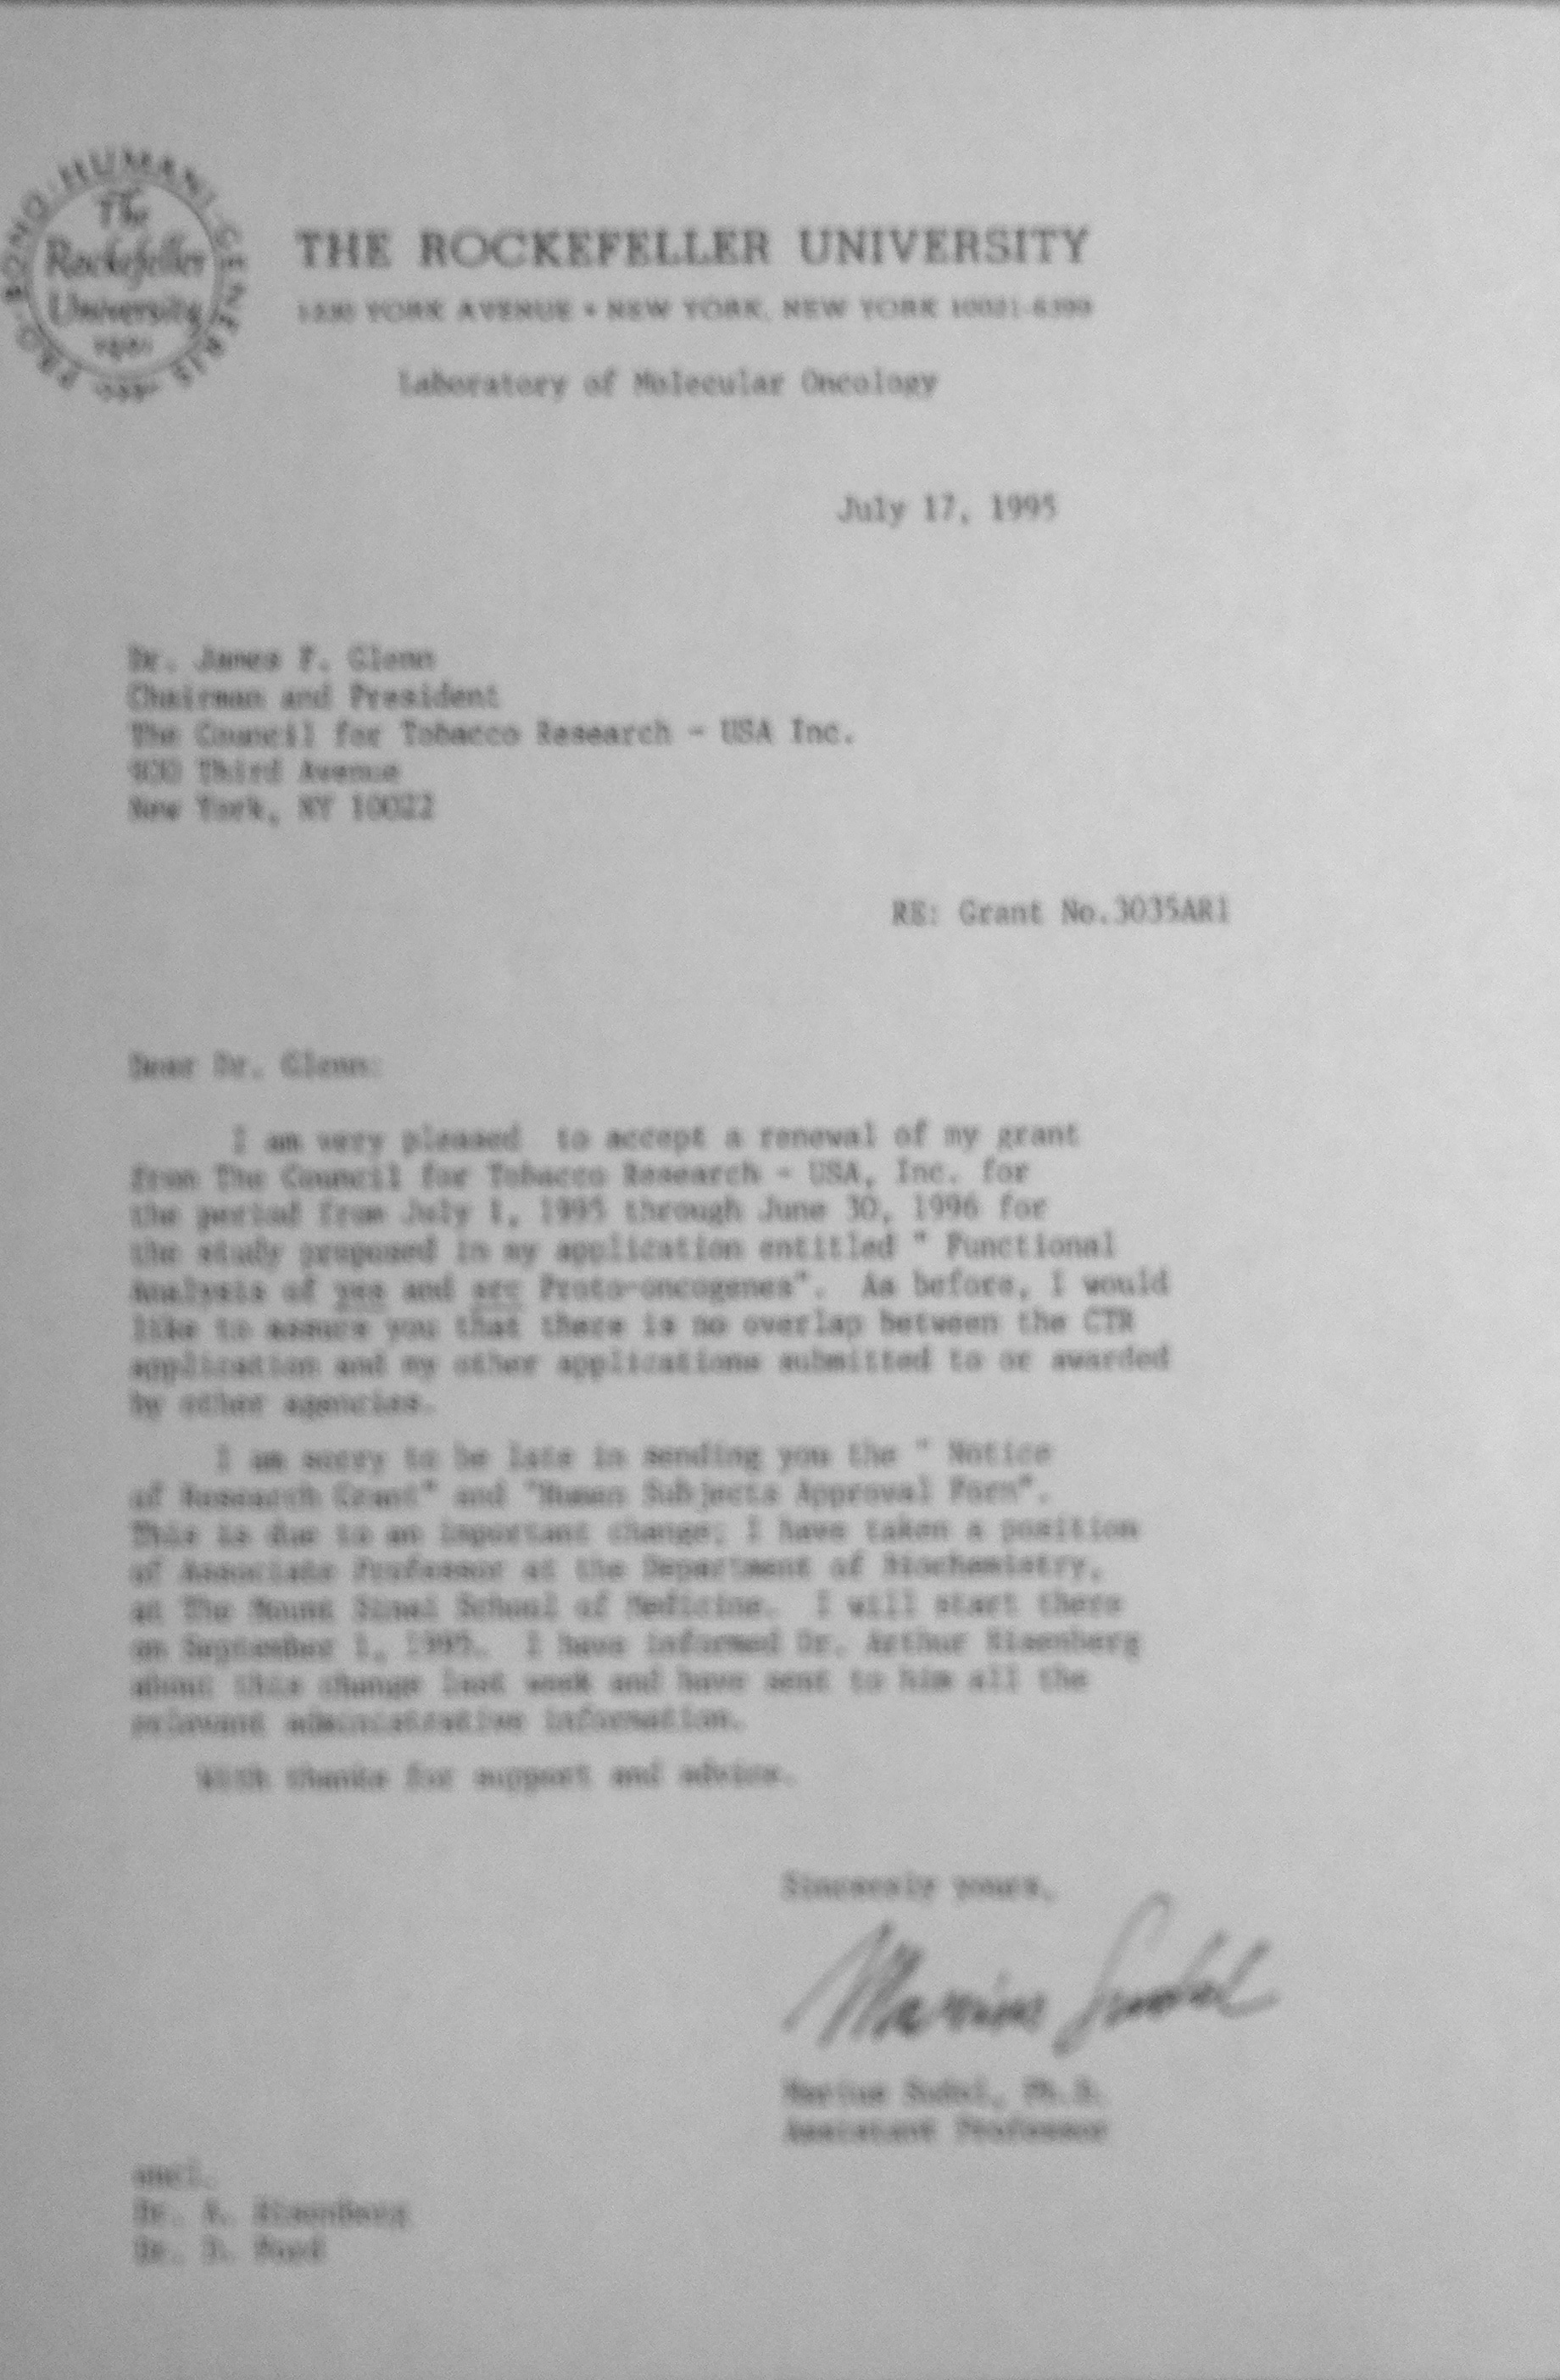 PRO BONO HUMANI GENERIS
The
Rockefeller
University
THE ROCKEFELLER UNIVERSITY
1230 YORK AVENUE • NEW YORK, NEW YORK 10021-6399
Laboratory of Molecular Oncology
July 17, 1995
Dr. James F. Glenn
Chairman and President
The Council for Tobacco Research - USA Inc.
900 Third Avenue
New York, NY 10022
RE: Grant No.3035AR1
Dear Dr. Glenn:
I am very pleased to accept a renewal of my grant
from The Council for Tobacco Research - USA, Inc. for
the period from July 1, 1995 through June 30, 1996 for
the study proposed in my application entitled " Functional
Analysis of yes and src Proto-oncogenes". As before, I would
like to assure you that there is no overlap between the CTR
application and my other applications submitted to or awarded
by other agencies.
I am sorry to be late in sending you the " Notice
of Research Grant" and "Human Subjects Approval Form".
This is due to an important change; I have taken a position
of Associate Professor at the Department of Biochemistry,
at The Mount Sinai School of Medicine. I will start there
on September 1, 1995. I have informed Dr. Arthur Eisenberg
about this change last week and have sent to him all the
relevant administrative information.
With thanks for support and advice.
Sincerely yours,
Marius Sudol
Marius Sudol, Ph.D.
Assistant Professor
encl.
Dr. A. Eisenberg
Dr. D. Ford